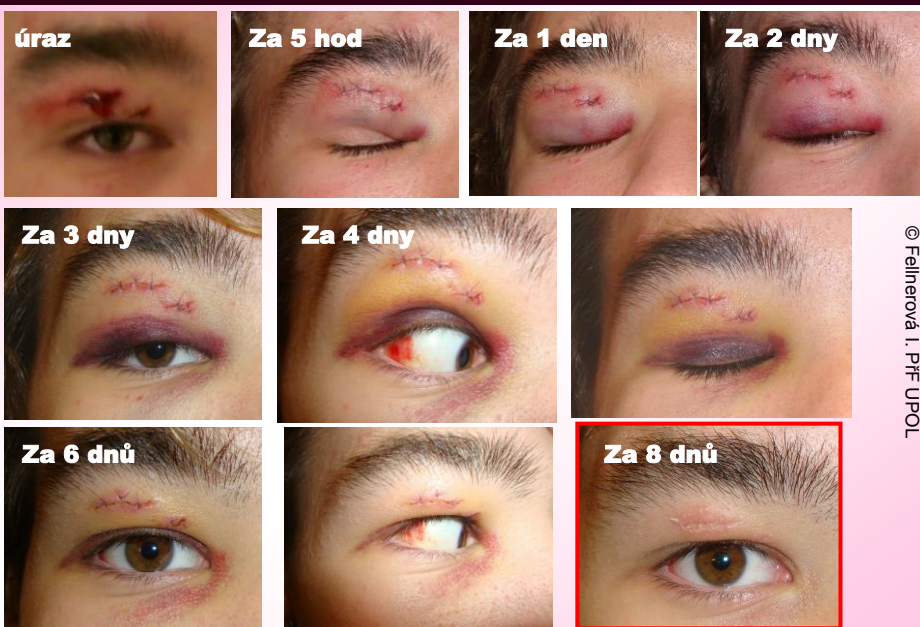 úraz
Za 5 hod
Za 1 den
Za 2 dny
Za 3 dny
Za 4 dny
Za 6 dnů
Za 8 dnů
© Fellnerová I. PřF UPOL